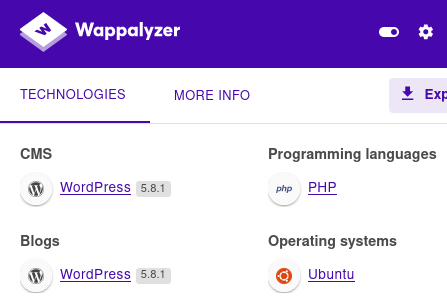 Wappalyzer
TECHNOLOGIES MORE INFO Exp
CMS Programming languages
WordPress 5.8.1 php PHP
Blogs Operating systems
WordPress 5.8.1 Ubuntu